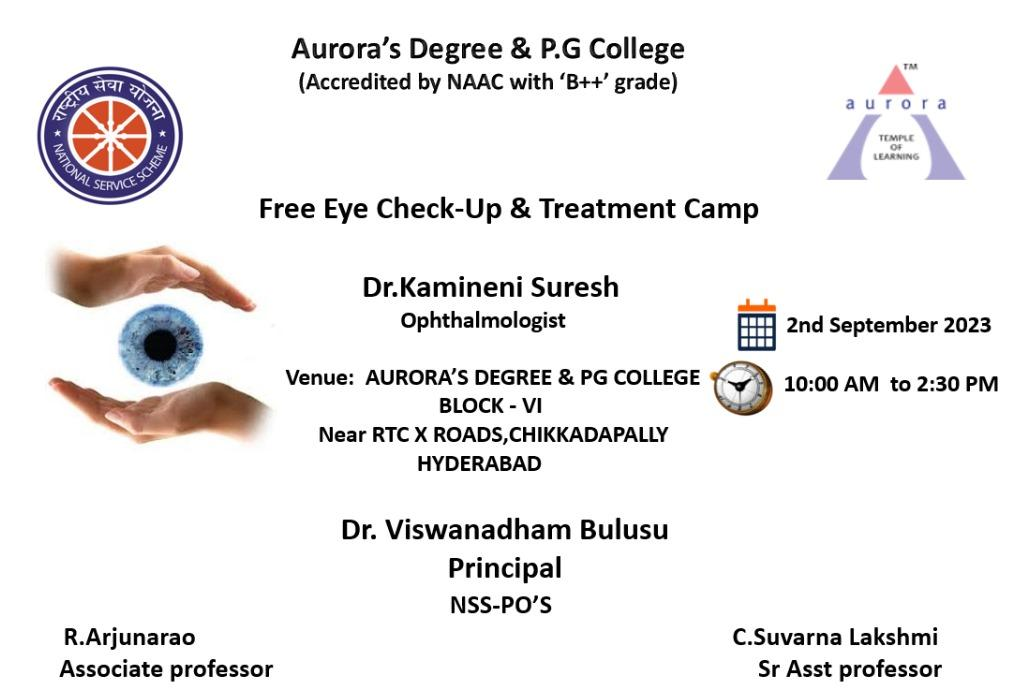 Aurora’s Degree & P.G College
(Accredited by NAAC with ‘B++’ grade)
राष्ट्रीय सेवा योजना
NATIONAL SERVICE SCHEME
TM
aurora
TEMPLE
OF
LEARNING
Free Eye Check-Up & Treatment Camp
Dr.Kamineni Suresh
Ophthalmologist
2nd September 2023
10:00 AM to 2:30 PM
Venue: AURORA’S DEGREE & PG COLLEGE
BLOCK - VI
Near RTC X ROADS,CHIKKADAPALLY
HYDERABAD
Dr. Viswanadham Bulusu
Principal
NSS-PO’S
R.Arjunarao
Associate professor
C.Suvarna Lakshmi
Sr Asst professor